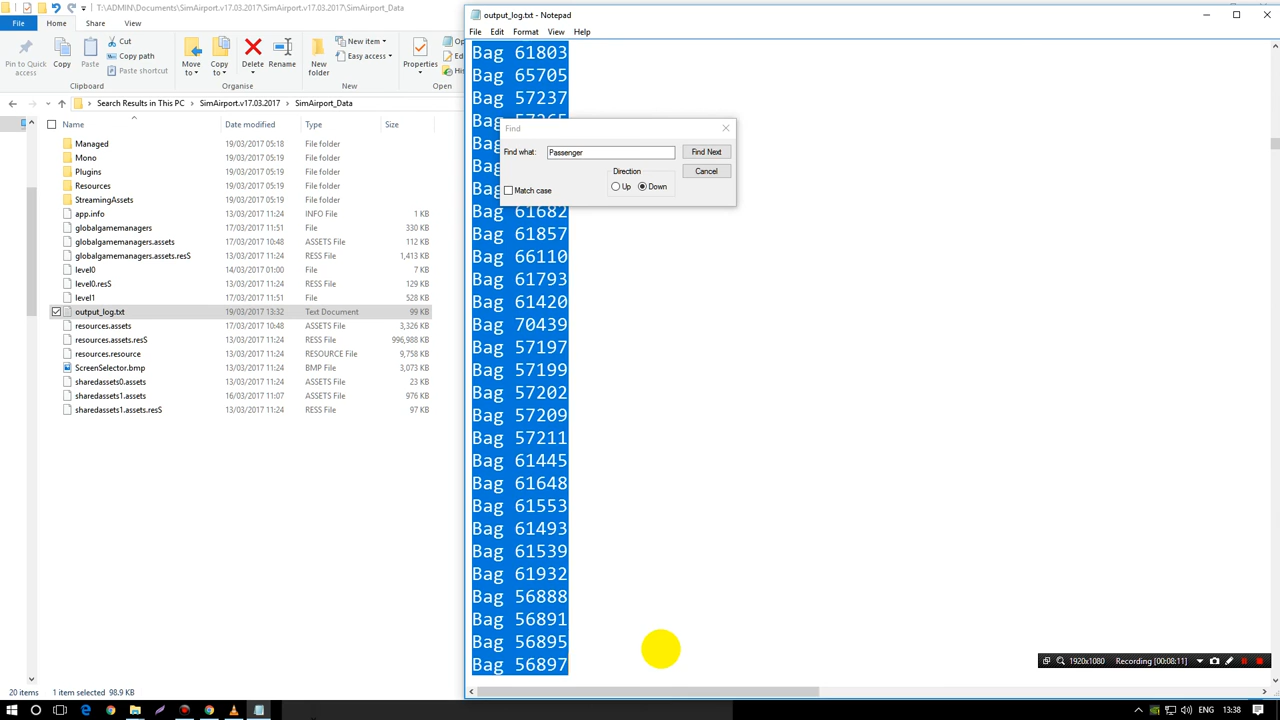 T:\ADMIN\Documents\SimAirport.v17.03.2017\SimAirport.v17.03.2017\SimAirport_Data
File
Home
Share
View
Pin to Quick access
Copy
Paste
Cut
Copy path
Paste shortcut
Clipboard
Move to
Copy to
Delete
Rename
Organise
New folder
New item
Easy access
New
Properties
Open
Search Results in This PC > SimAirport.v17.03.2017 > SimAirport_Data
Name Date modified Type Size
Managed 19/03/2017 05:18 File folder
Mono 19/03/2017 05:18 File folder
Plugins 19/03/2017 05:18 File folder
Resources 19/03/2017 05:19 File folder
StreamingAssets 19/03/2017 05:19 File folder
app.info 13/03/2017 11:24 INFO File 1 KB
globalgamemanagers 17/03/2017 11:51 File 330 KB
globalgamemanagers.assets 17/03/2017 10:48 ASSETS File 112 KB
globalgamemanagers.assets.resS 13/03/2017 11:24 RESS File 1,413 KB
level0 14/03/2017 01:00 File 7 KB
level0.resS 13/03/2017 11:24 RESS File 129 KB
level1 17/03/2017 11:51 File 528 KB
output_log.txt 19/03/2017 13:32 Text Document 99 KB
resources.assets 17/03/2017 10:48 ASSETS File 3,326 KB
resources.assets.resS 13/03/2017 11:24 RESS File 996,988 KB
resources.resource 13/03/2017 11:24 RESOURCE File 9,758 KB
ScreenSelector.bmp 13/03/2017 11:24 BMP File 3,073 KB
sharedassets0.assets 13/03/2017 11:24 ASSETS File 23 KB
sharedassets1.assets 16/03/2017 11:07 ASSETS File 976 KB
sharedassets1.assets.resS 13/03/2017 11:24 RESS File 97 KB
20 items 1 item selected 98.9 KB
output_log.txt - Notepad
File Edit Format View Help
Bag 61803
Bag 65705
Bag 57237
Find
Find what: Passenger
Find Next
Direction
Cancel
Up
Down
Match case
Bag 61682
Bag 61857
Bag 66110
Bag 61793
Bag 61420
Bag 70439
Bag 57197
Bag 57199
Bag 57202
Bag 57209
Bag 57211
Bag 61445
Bag 61648
Bag 61553
Bag 61493
Bag 61539
Bag 61932
Bag 56888
Bag 56891
Bag 56895
Bag 56897
1920x1080 Recording [00:08:11]
ENG 13:38